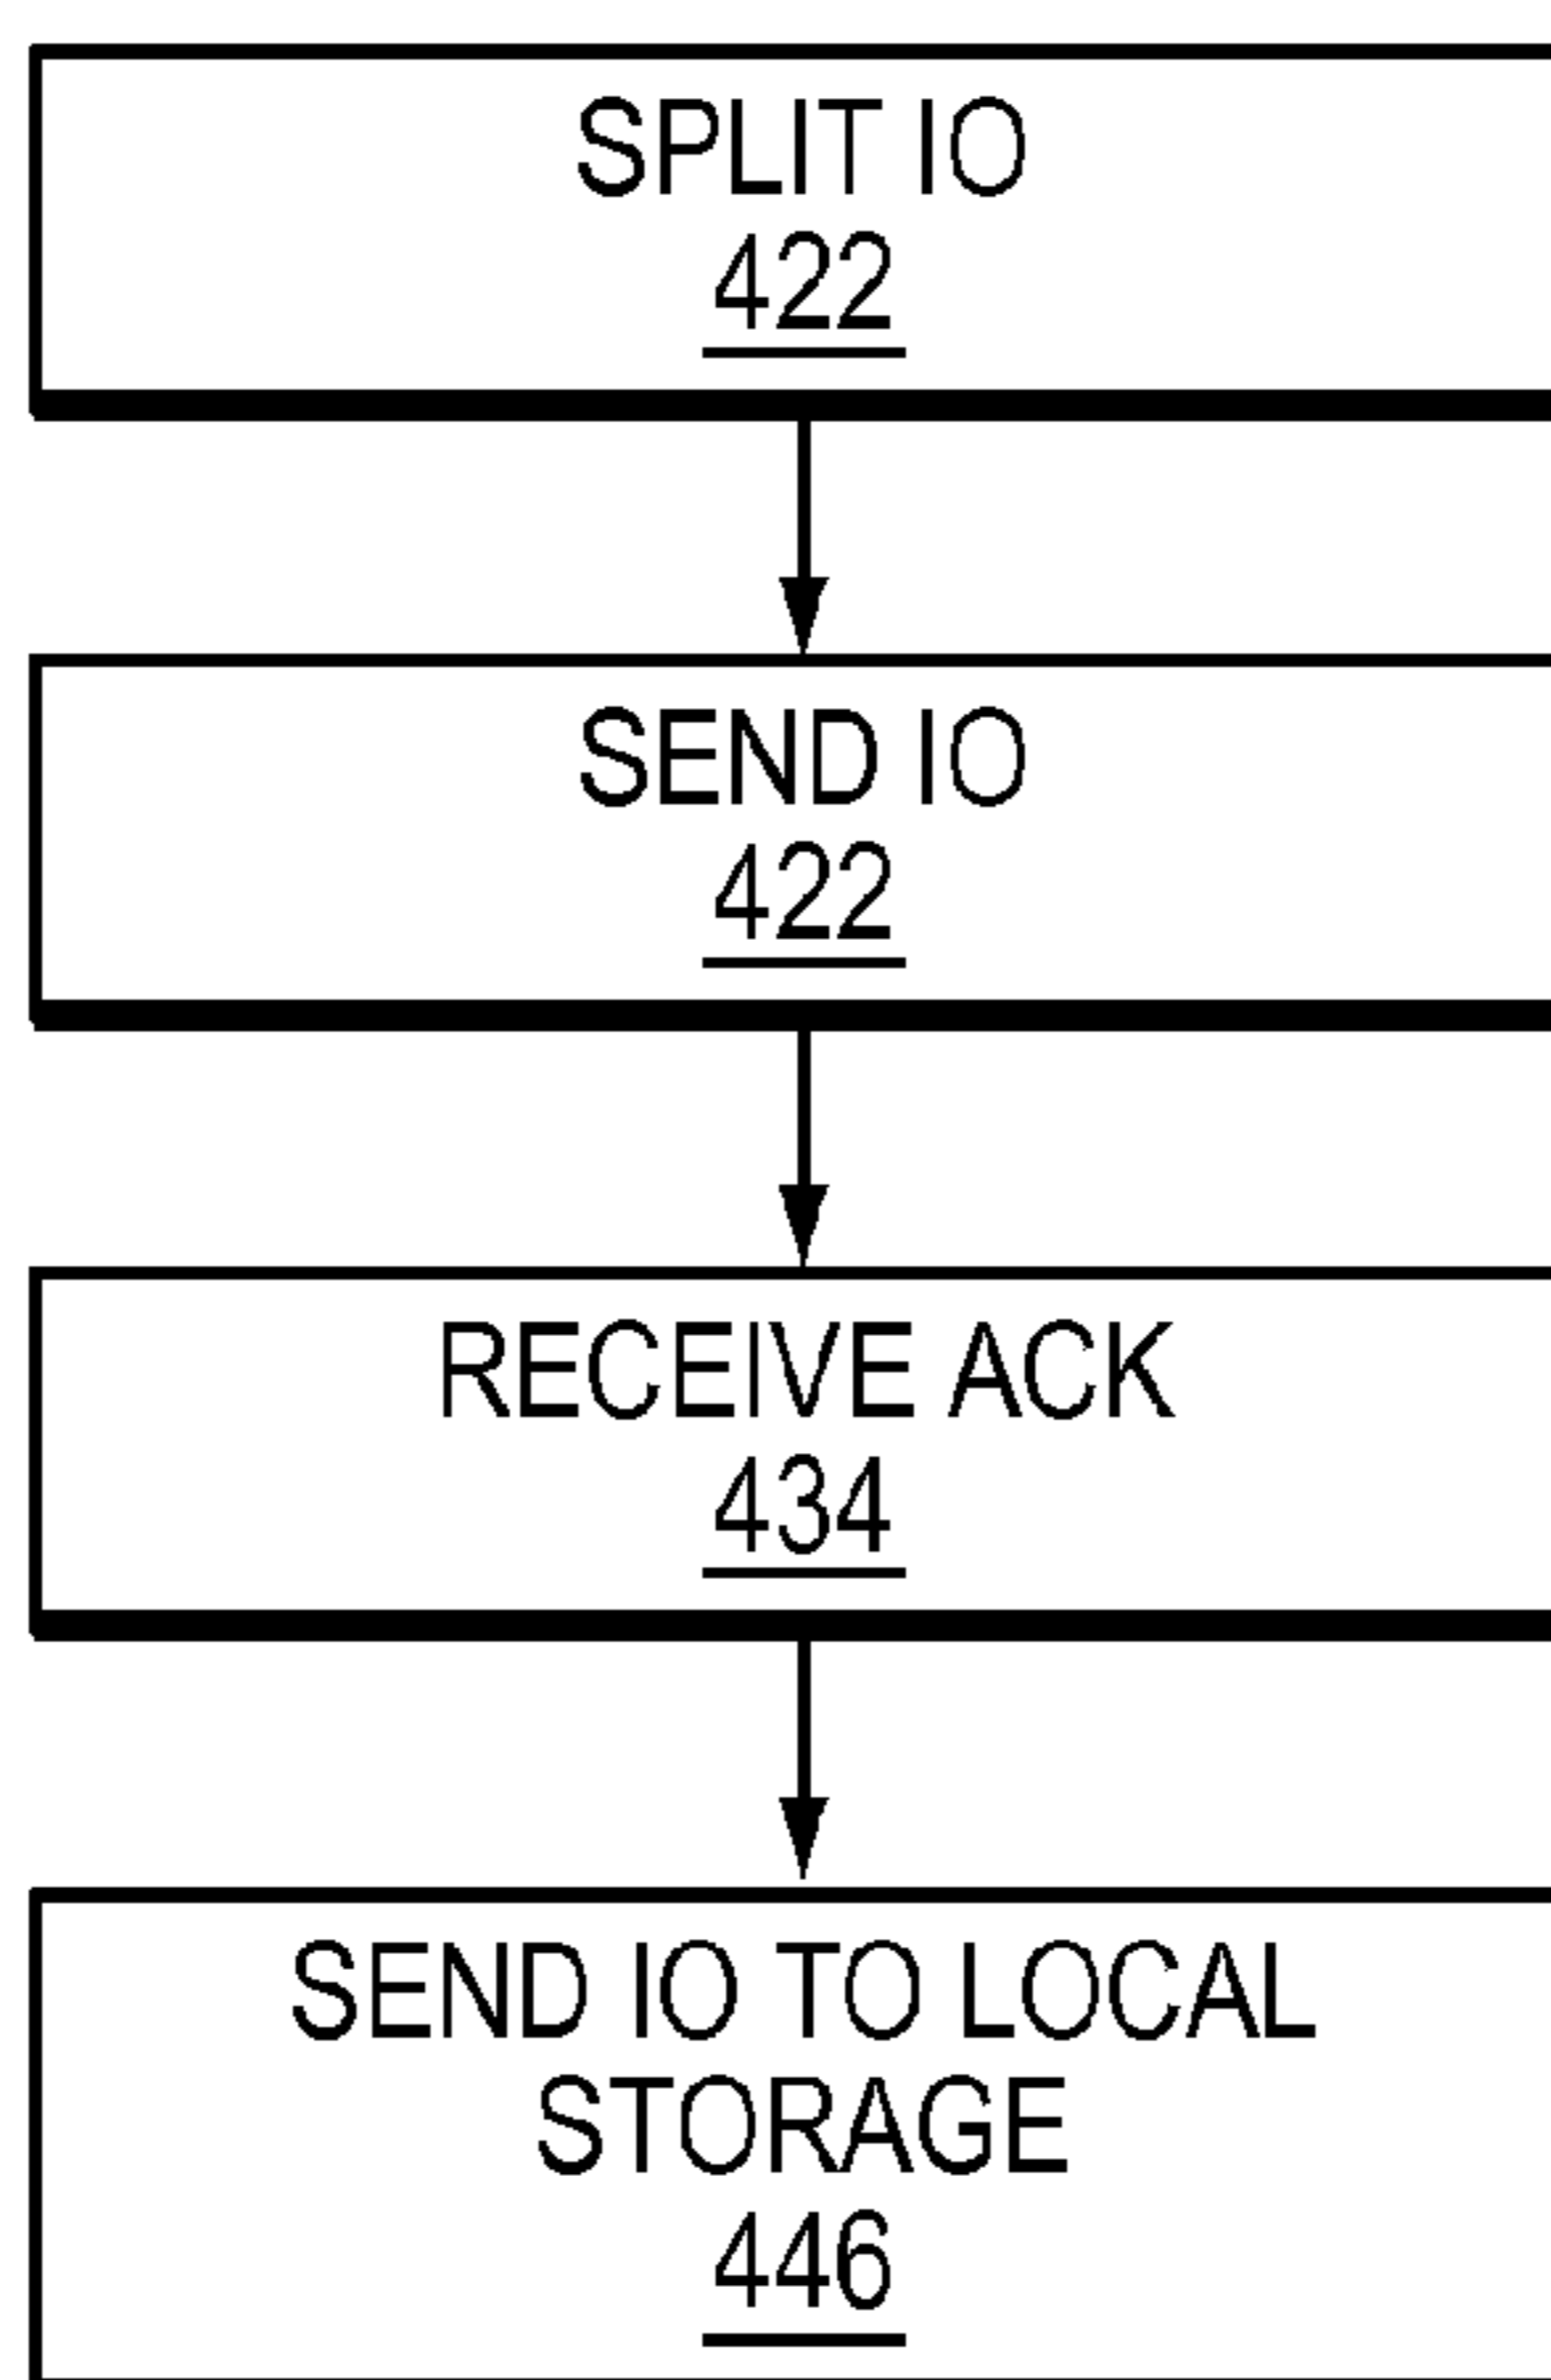 SPLIT IO
422
SEND IO
422
RECEIVE ACK
434
SEND IO TO LOCAL
STORAGE
446